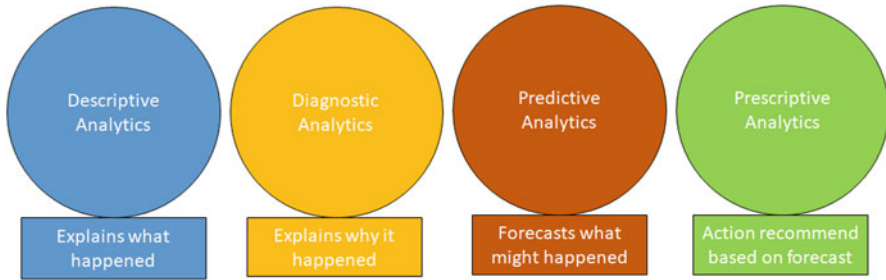 Descriptive
Analytics
Explains what
happened
Diagnostic
Analytics
Explains why it
happened
Predictive
Analytics
Forecasts what
might happened
Prescriptive
Analytics
Action recommend
based on forecast